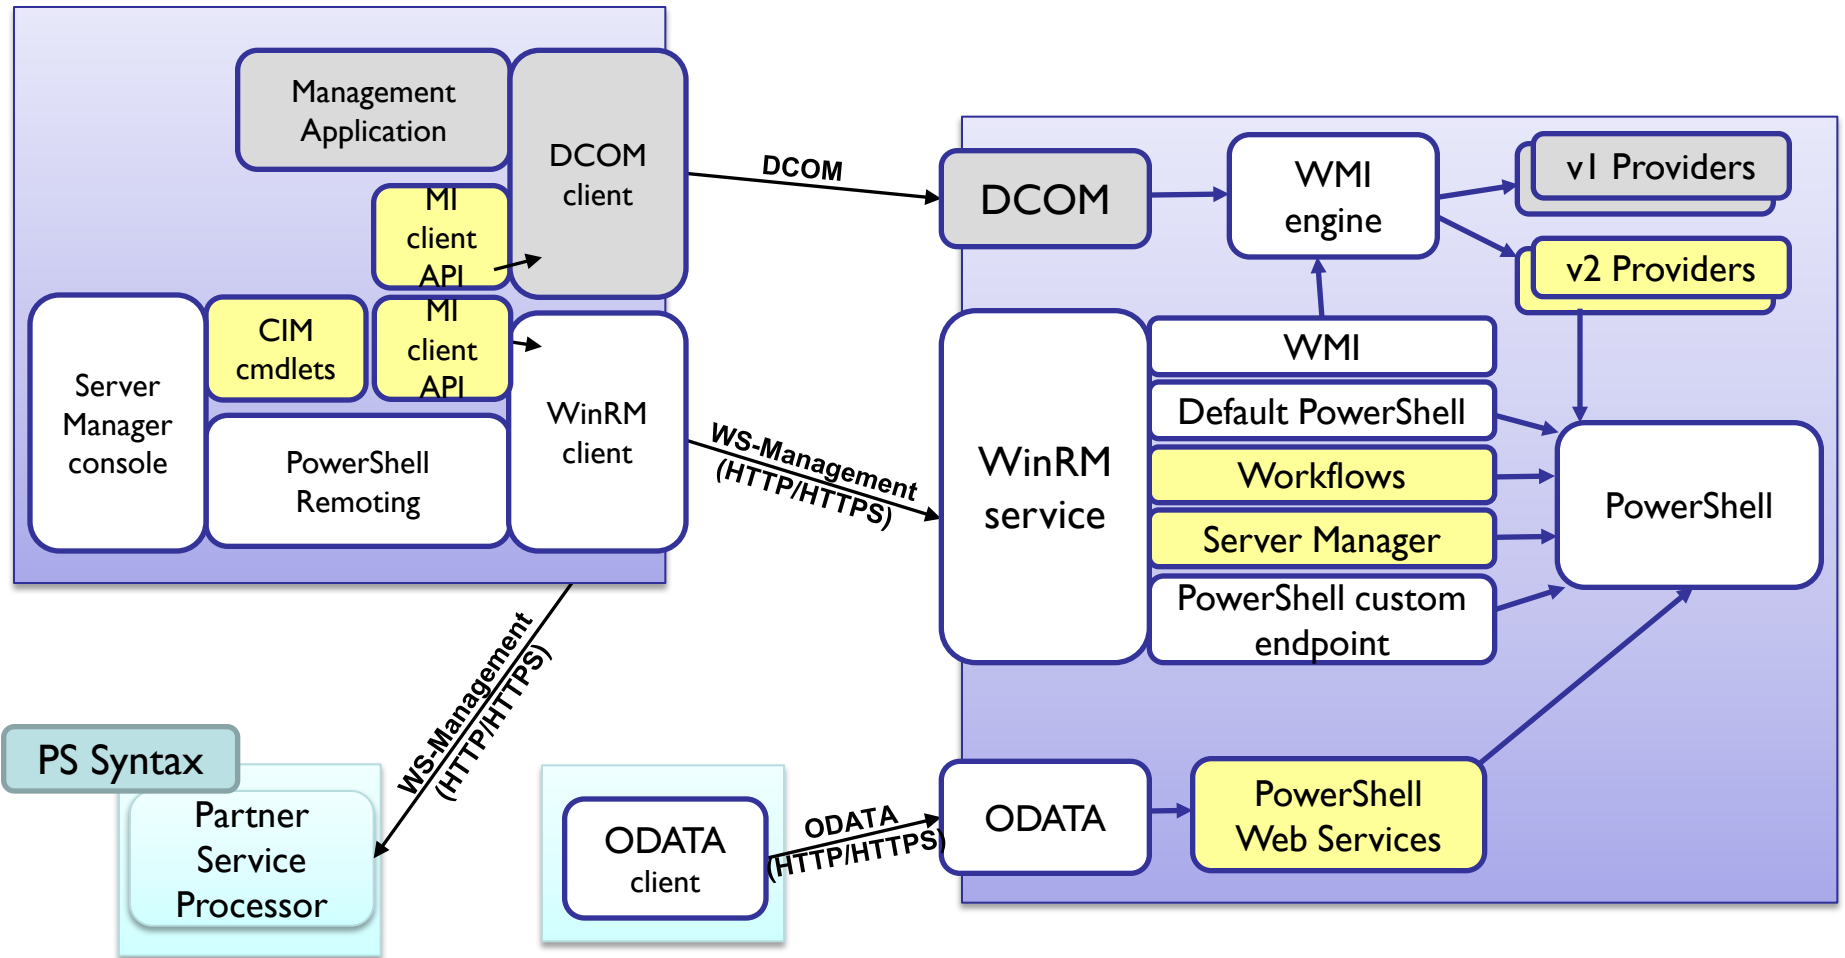 Management
Application
DCOM
client
MI
client
API
Server
Manager
console
CIM
cmdlets
MI
client
API
PowerShell
Remoting
WinRM
client
DCOM
WS-Management
(HTTP/HTTPS)
WS-Management
(HTTP/HTTPS)
PS Syntax
Partner
Service
Processor
ODATA
client
ODATA
(HTTP/HTTPS)
DCOM
WMI
engine
v1 Providers
v2 Providers
WinRM
service
WMI
Default PowerShell
Workflows
Server Manager
PowerShell custom
endpoint
PowerShell
ODATA
PowerShell
Web Services